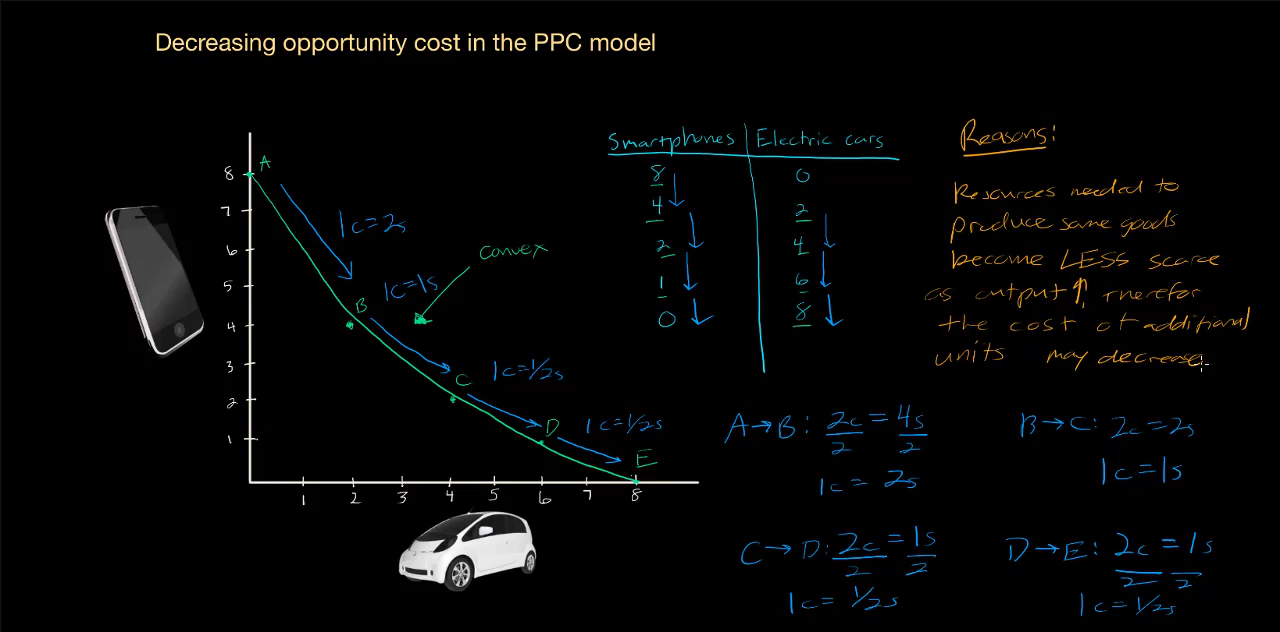 Decreasing opportunity cost in the PPC model
A
8
7
6
5
4
3
2
1
1c=2s
B
1c=1s
convex
C
1c=1/2s
D
1c=1/2s
E
1 2 3 4 5 6 7 8
Smartphones Electric cars
8 0
4 2
2 4
1 6
0 8
Reasons:
Resources needed to
produce same goods
become LESS scarce
as output↑, therefor
the cost of additional
units may decrease
A→B: 2c = 4s
2 2
1c = 2s
B→C: 2c=2s
1c=1s
C→D: 2c = 1s
2 2
1c = 1/2s
D→E: 2c = 1s
2 2
1c=1/2s